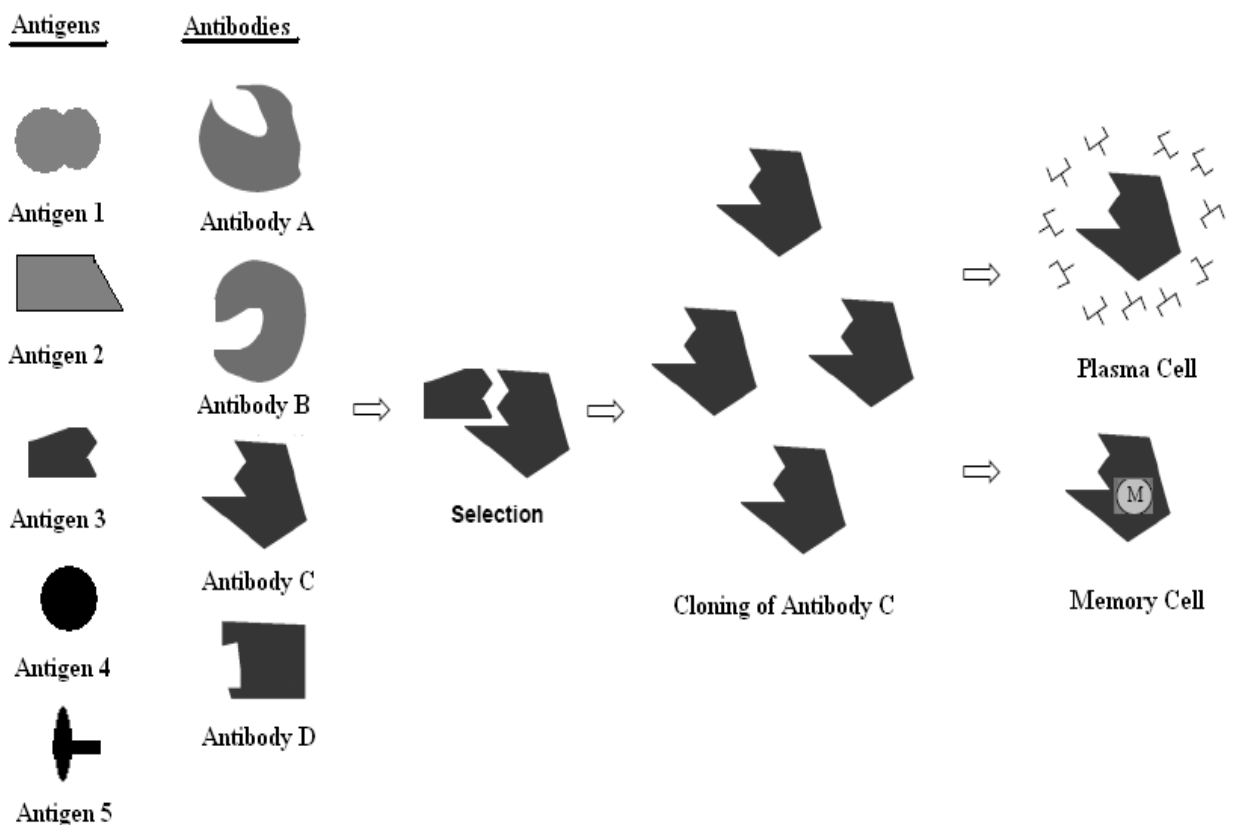 Antigens
Antibodies
Antigen 1
Antibody A
Antigen 2
Antibody B
Antigen 3
Antibody C
Antigen 4
Antibody D
Antigen 5
Selection
Cloning of Antibody C
Plasma Cell
M
Memory Cell